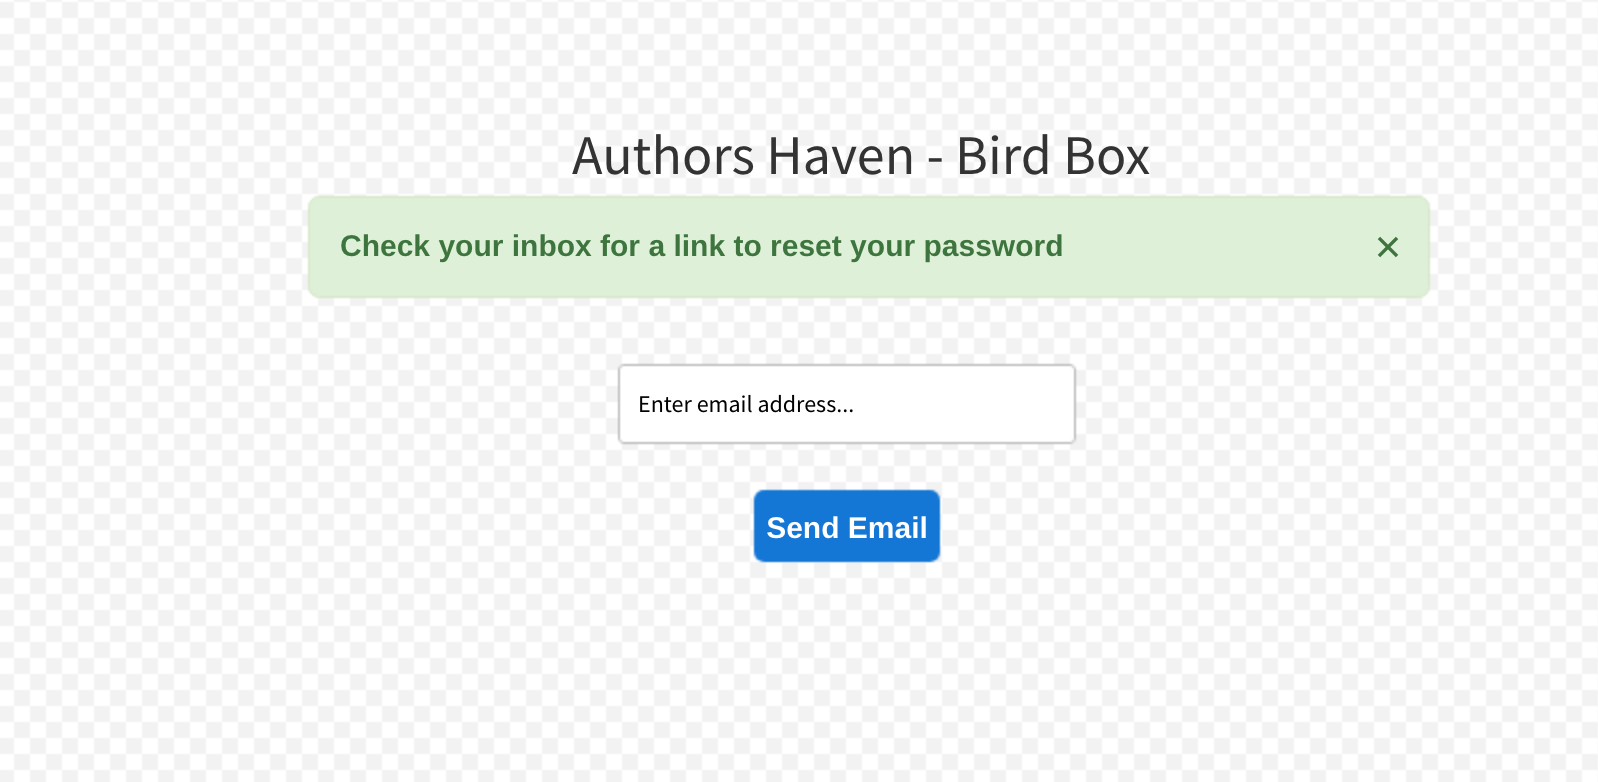 Authors Haven - Bird Box
Check your inbox for a link to reset your password
Enter email address...
Send Email